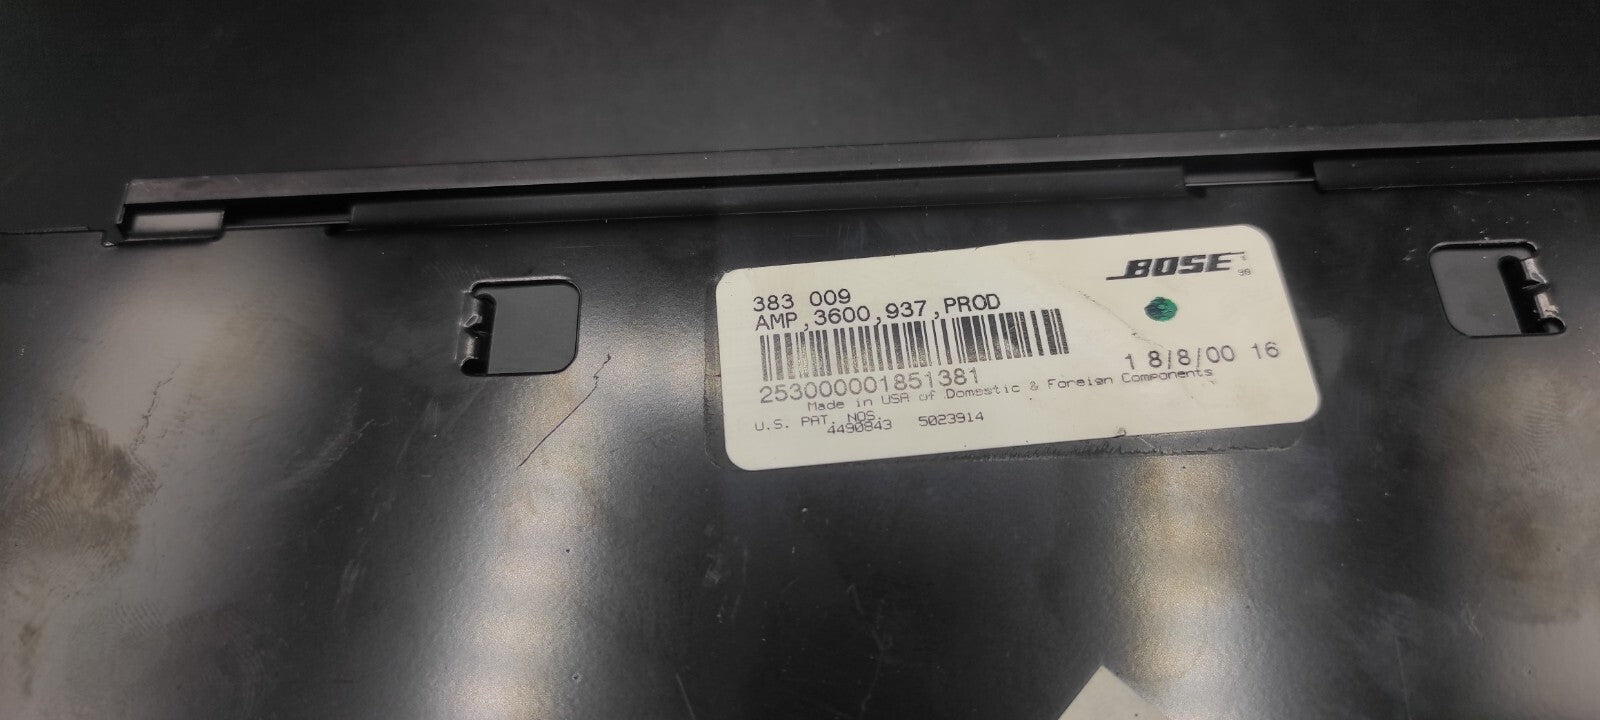 BOSE
98
383 009
AMP,3600,937,PROD
253000001851381
1 8/8/00 16
Made in USA of Domestic & Foreign Components
U.S. PAT. NOS.
4490843 5023914